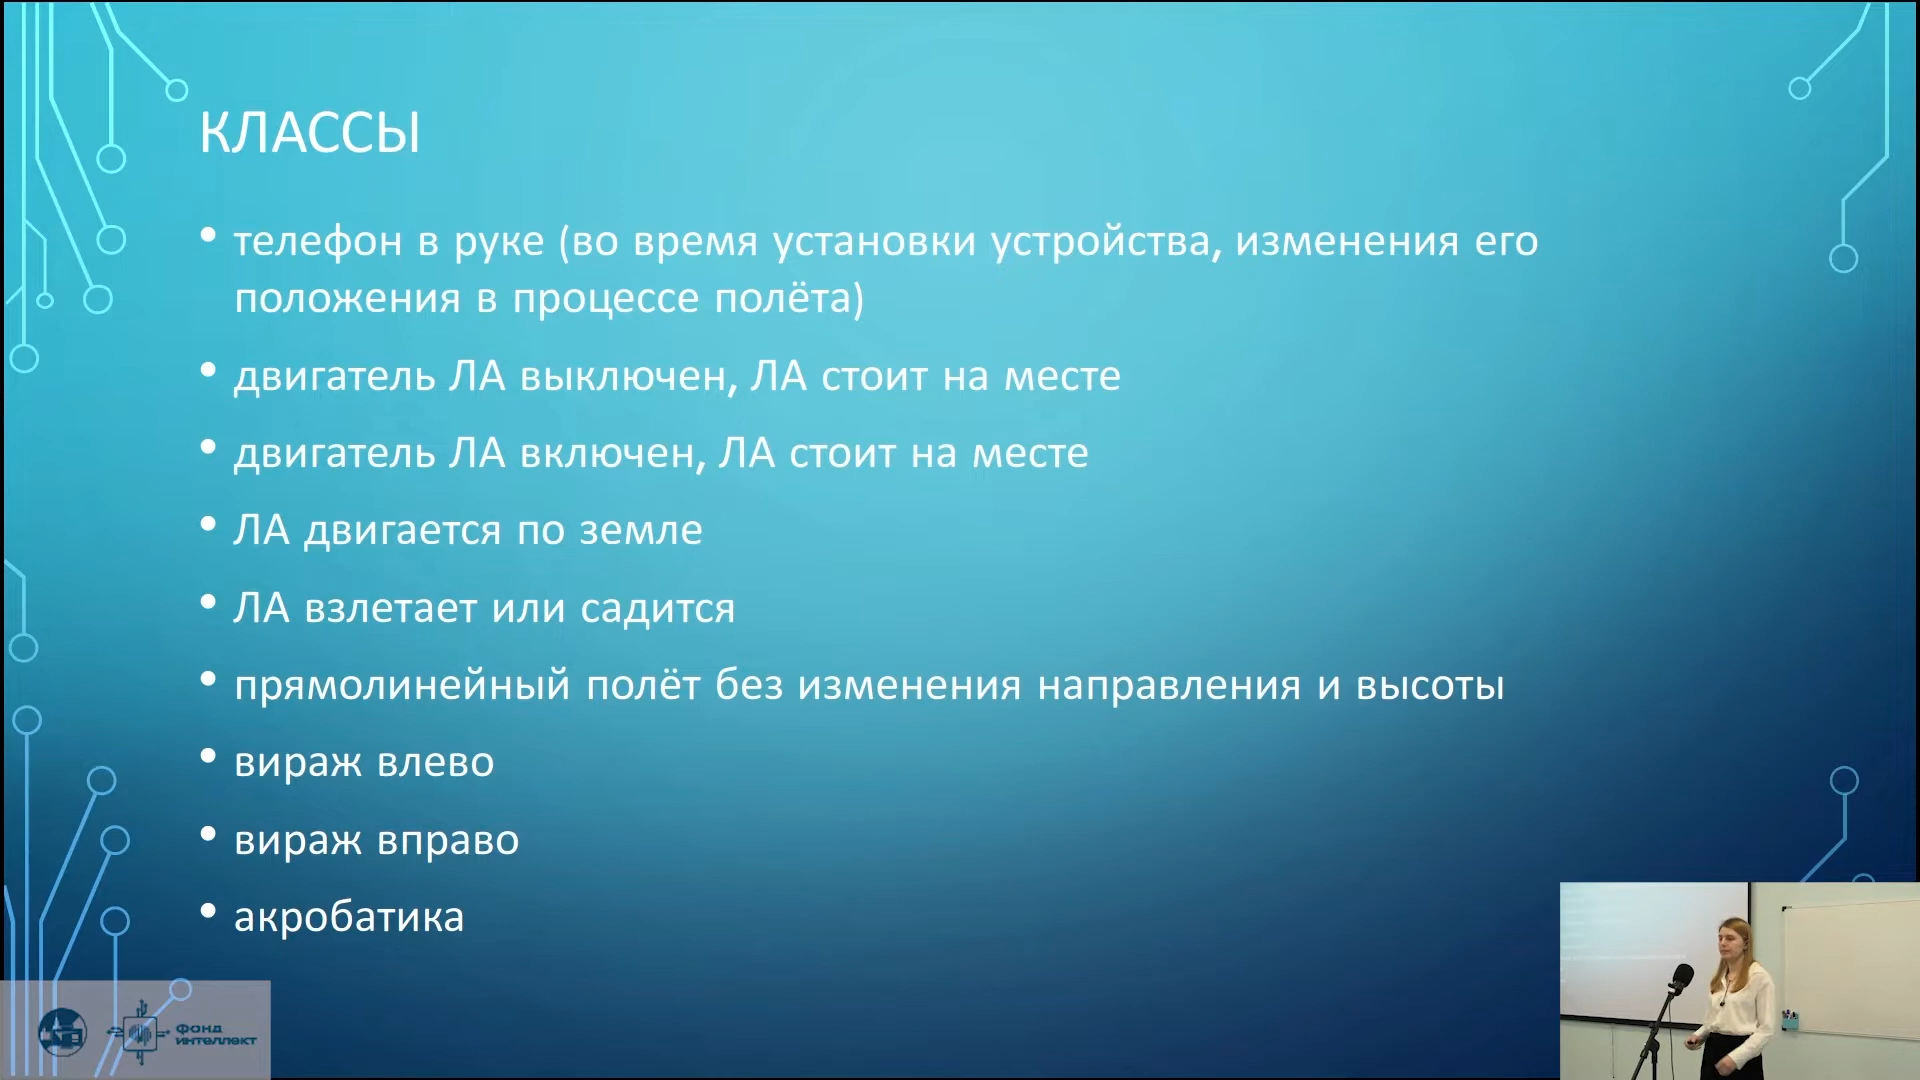 КЛАССЫ
• телефон в руке (во время установки устройства, изменения его
положения в процессе полёта)
• двигатель ЛА выключен, ЛА стоит на месте
• двигатель ЛА включен, ЛА стоит на месте
• ЛА двигается по земле
• ЛА взлетает или садится
• прямолинейный полёт без изменения направления и высоты
• вираж влево
• вираж вправо
• акробатика
фонд
интеллект